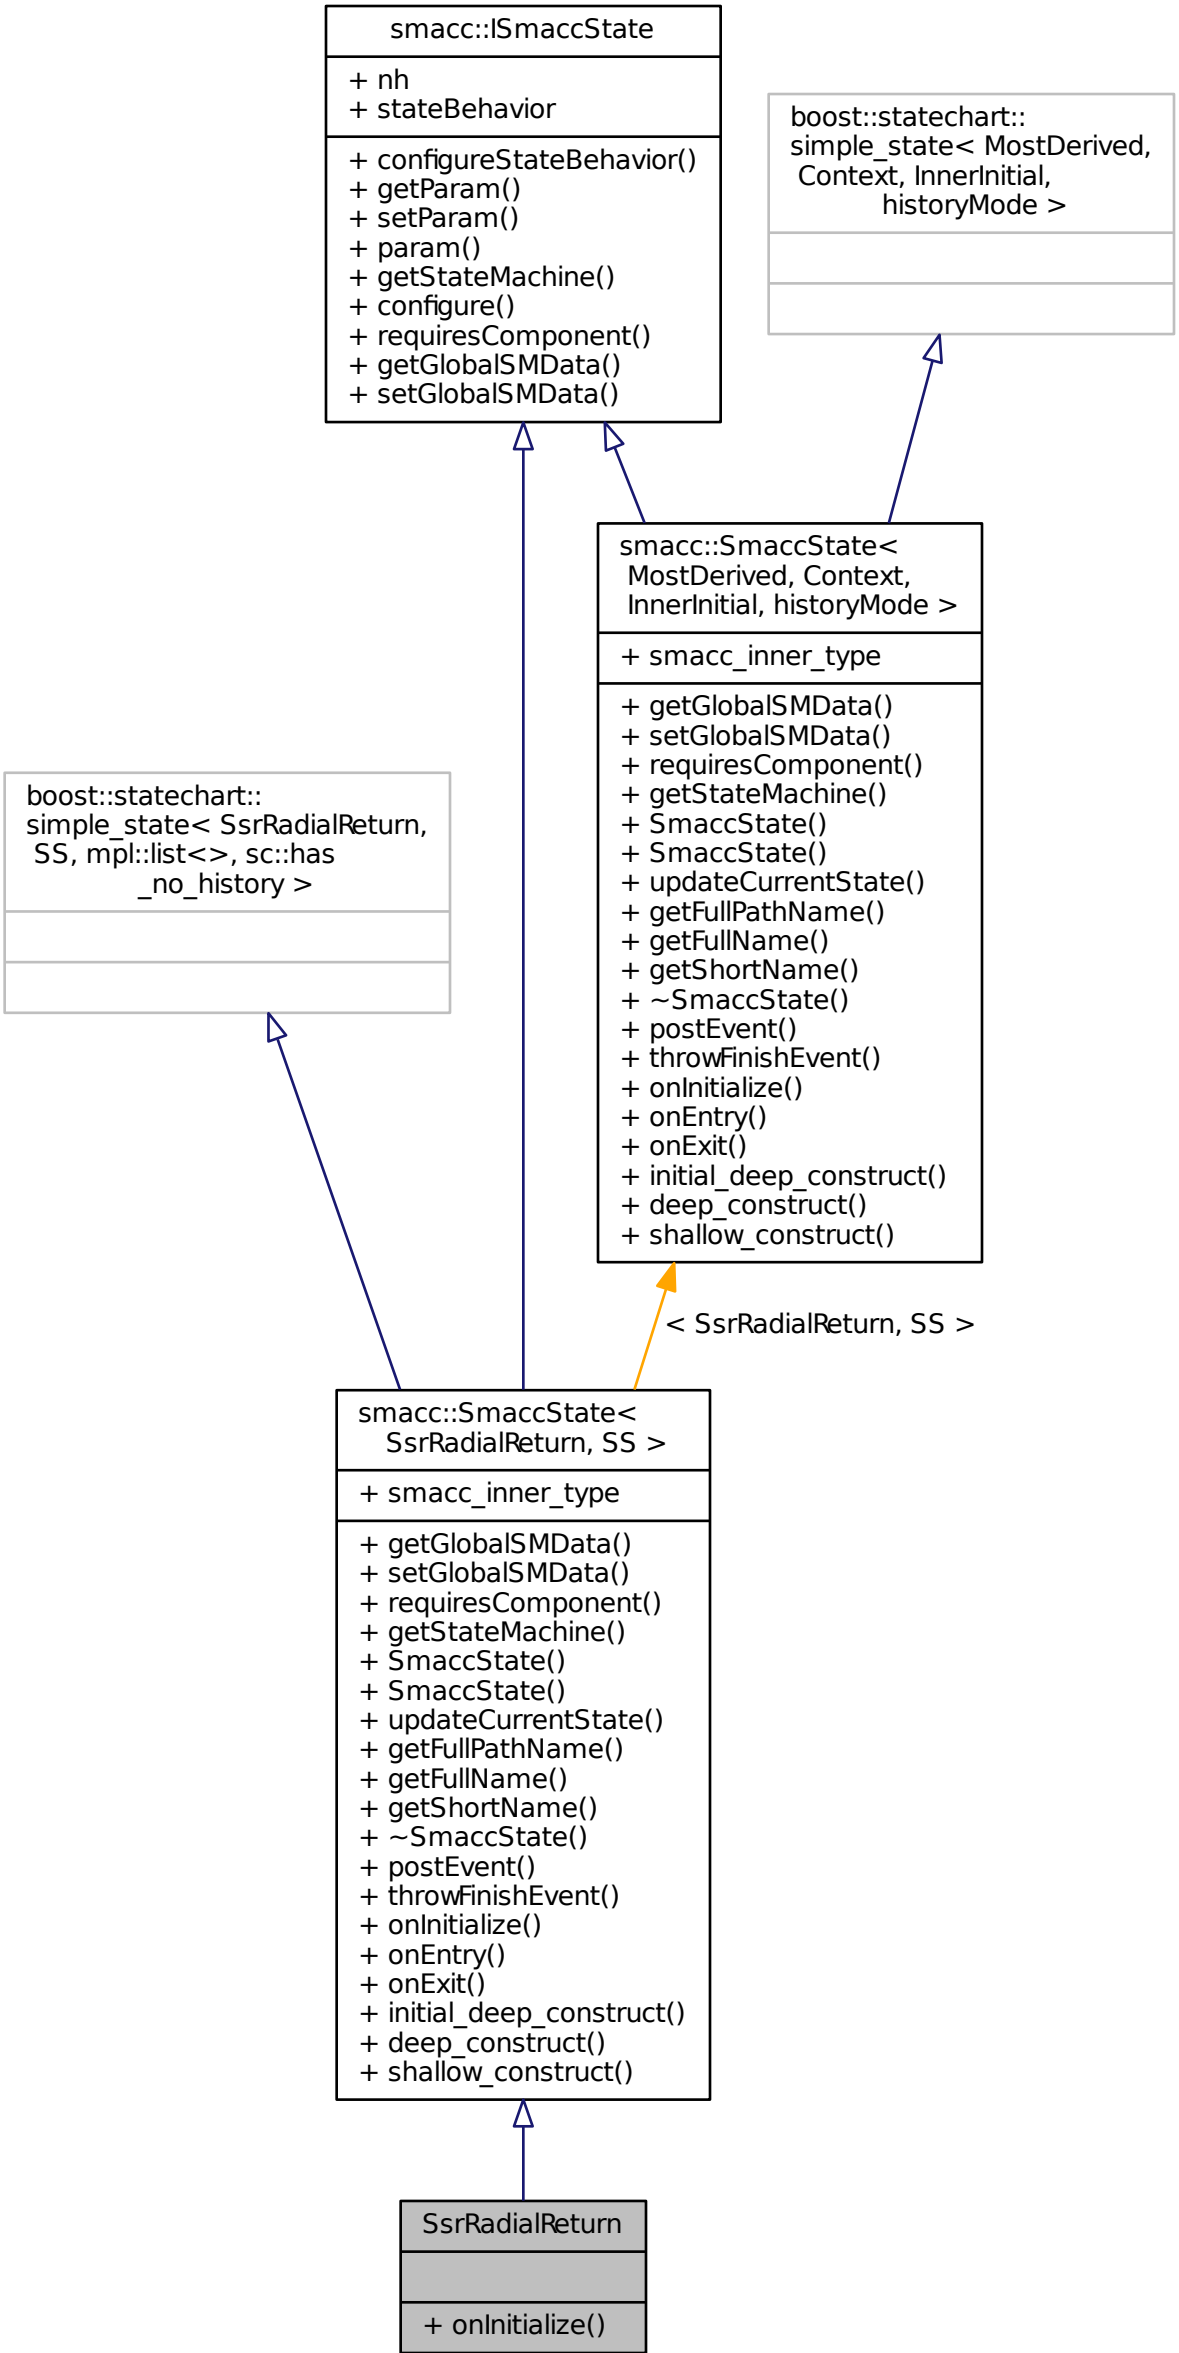 smacc::ISmaccState
+ nh
+ stateBehavior
+ configureStateBehavior()
+ getParam()
+ setParam()
+ param()
+ getStateMachine()
+ configure()
+ requiresComponent()
+ getGlobalSMData()
+ setGlobalSMData()
boost::statechart::
simple_state< MostDerived,
Context, InnerInitial,
historyMode >
smacc::SmaccState<
MostDerived, Context,
InnerInitial, historyMode >
+ smacc_inner_type
+ getGlobalSMData()
+ setGlobalSMData()
+ requiresComponent()
+ getStateMachine()
+ SmaccState()
+ SmaccState()
+ updateCurrentState()
+ getFullPathName()
+ getFullName()
+ getShortName()
+ ~SmaccState()
+ postEvent()
+ throwFinishEvent()
+ onInitialize()
+ onEntry()
+ onExit()
+ initial_deep_construct()
+ deep_construct()
+ shallow_construct()
boost::statechart::
simple_state< SsrRadialReturn,
SS, mpl::list<>, sc::has
_no_history >
< SsrRadialReturn, SS >
smacc::SmaccState<
SsrRadialReturn, SS >
+ smacc_inner_type
+ getGlobalSMData()
+ setGlobalSMData()
+ requiresComponent()
+ getStateMachine()
+ SmaccState()
+ SmaccState()
+ updateCurrentState()
+ getFullPathName()
+ getFullName()
+ getShortName()
+ ~SmaccState()
+ postEvent()
+ throwFinishEvent()
+ onInitialize()
+ onEntry()
+ onExit()
+ initial_deep_construct()
+ deep_construct()
+ shallow_construct()
SsrRadialReturn
+ onInitialize()